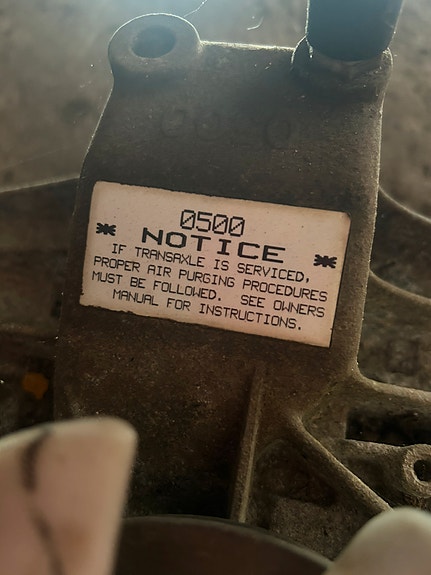 0500
* NOTICE *
IF TRANSAXLE IS SERVICED,
PROPER AIR PURGING PROCEDURES
MUST BE FOLLOWED. SEE OWNERS
MANUAL FOR INSTRUCTIONS.